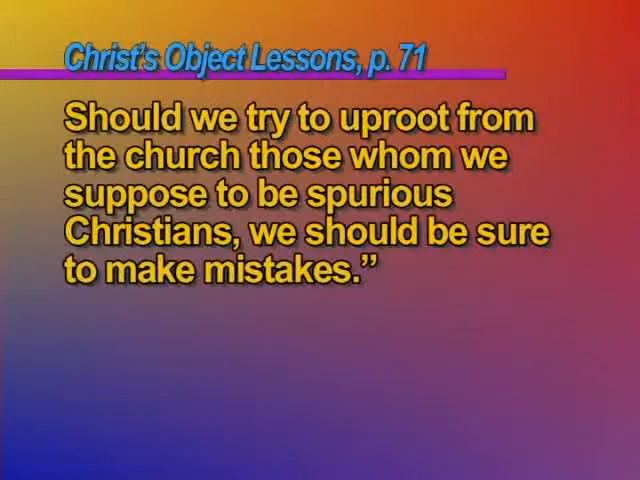 Christ's Object Lessons, p. 71
Should we try to uproot from
the church those whom we
suppose to be spurious
Christians, we should be sure
to make mistakes.”